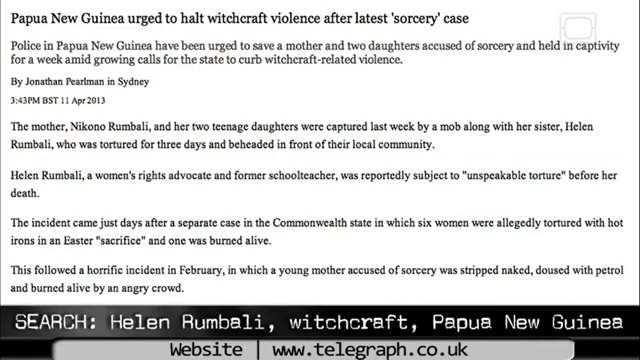 Papua New Guinea urged to halt witchcraft violence after latest 'sorcery' case
Police in Papua New Guinea have been urged to save a mother and two daughters accused of sorcery and held in captivity
for a week amid growing calls for the state to curb witchcraft-related violence.
By Jonathan Pearlman in Sydney
3:43PM BST 11 Apr 2013
The mother, Nikono Rumbali, and her two teenage daughters were captured last week by a mob along with her sister, Helen
Rumbali, who was tortured for three days and beheaded in front of their local community.
Helen Rumbali, a women's rights advocate and former schoolteacher, was reportedly subject to "unspeakable torture" before her
death.
The incident came just days after a separate case in the Commonwealth state in which six women were allegedly tortured with hot
irons in an Easter "sacrifice" and one was burned alive.
This followed a horrific incident in February, in which a young mother accused of sorcery was stripped naked, doused with petrol
and burned alive by an angry crowd.
SEARCH: Helen Rumbali, witchcraft, Papua New Guinea
Website | www.telegraph.co.uk